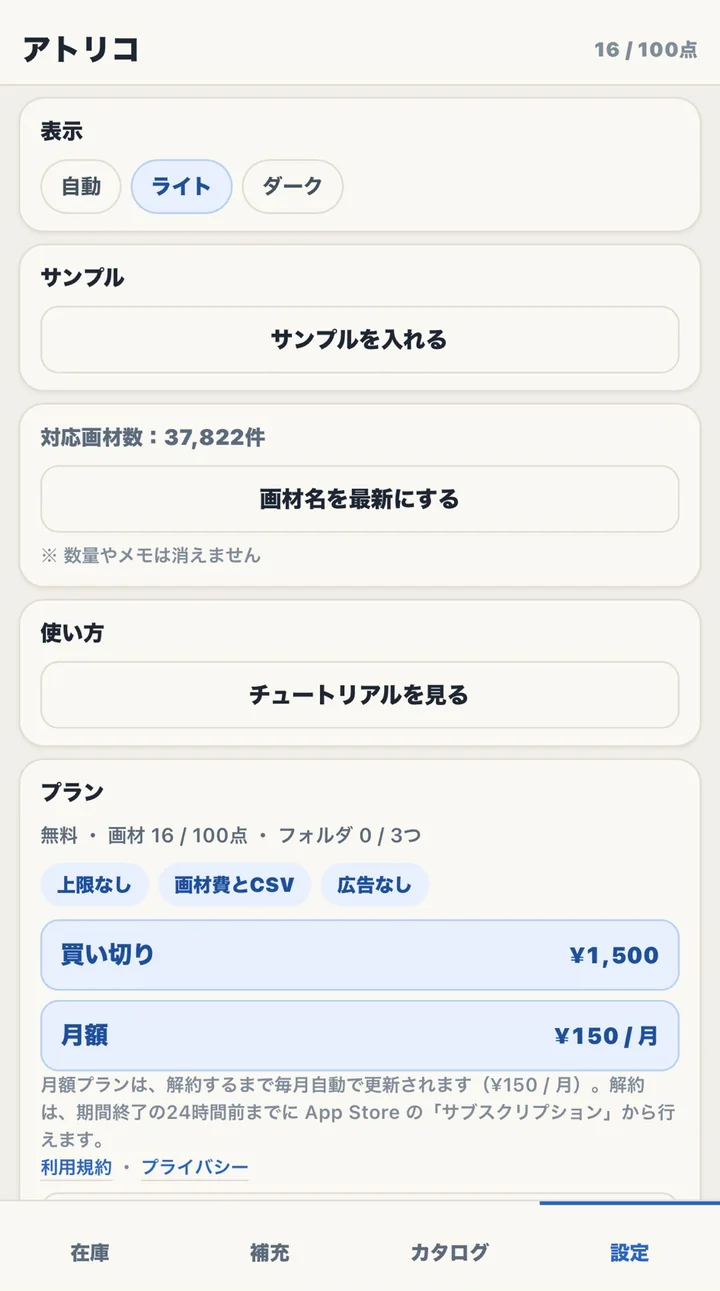 アトリコ
16 / 100点
表示
自動
ライト
ダーク
サンプル
サンプルを入れる
対応画材数：37,822件
画材名を最新にする
※ 数量やメモは消えません
使い方
チュートリアルを見る
プラン
無料 ・ 画材 16 / 100点 ・ フォルダ 0 / 3つ
上限なし
画材費とCSV
広告なし
買い切り
¥1,500
月額
¥150 / 月
月額プランは、解約するまで毎月自動で更新されます（¥150 / 月）。解約
は、期間終了の24時間前までに App Store の「サブスクリプション」から行
えます。
利用規約 ・ プライバシー
在庫
補充
カタログ
設定